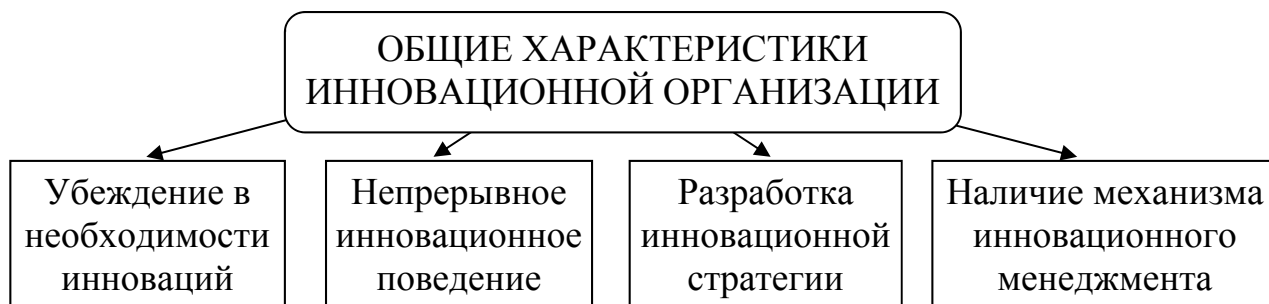 ОБЩИЕ ХАРАКТЕРИСТИКИ
ИННОВАЦИОННОЙ ОРГАНИЗАЦИИ
Убеждение в
необходимости
инноваций
Непрерывное
инновационное
поведение
Разработка
инновационной
стратегии
Наличие механизма
инновационного
менеджмента